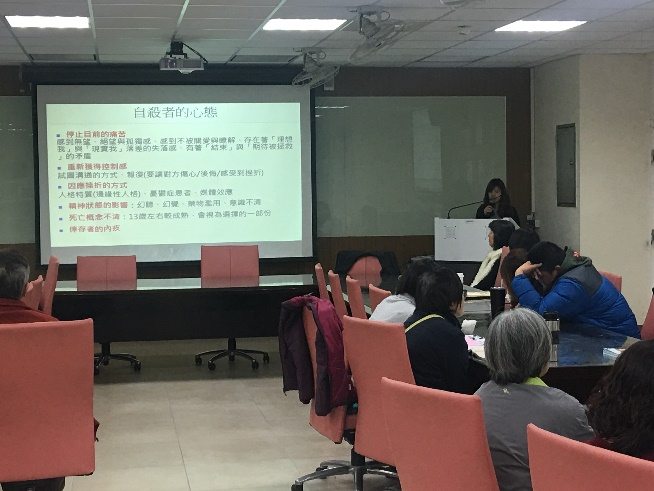 自殺者的心態
停止目前的痛苦
感到無望、絕望與孤獨感，感到不被關愛與瞭解，存在著「理想
我」與「現實我」落差的失落感，有著「結束」與「期待被拯救
」的矛盾
重新獲得控制感
試圖溝通的方式、報復(要讓對方傷心/後悔/感受到挫折)
因應挫折的方式
人格特質(邊緣性人格)、憂鬱症患者、媒體效應
精神狀態的影響：幻聽、幻覺、藥物濫用、意識不清
死亡概念不清：13歲左右較成熟，會視為選擇的一部份
倖存者的內疚